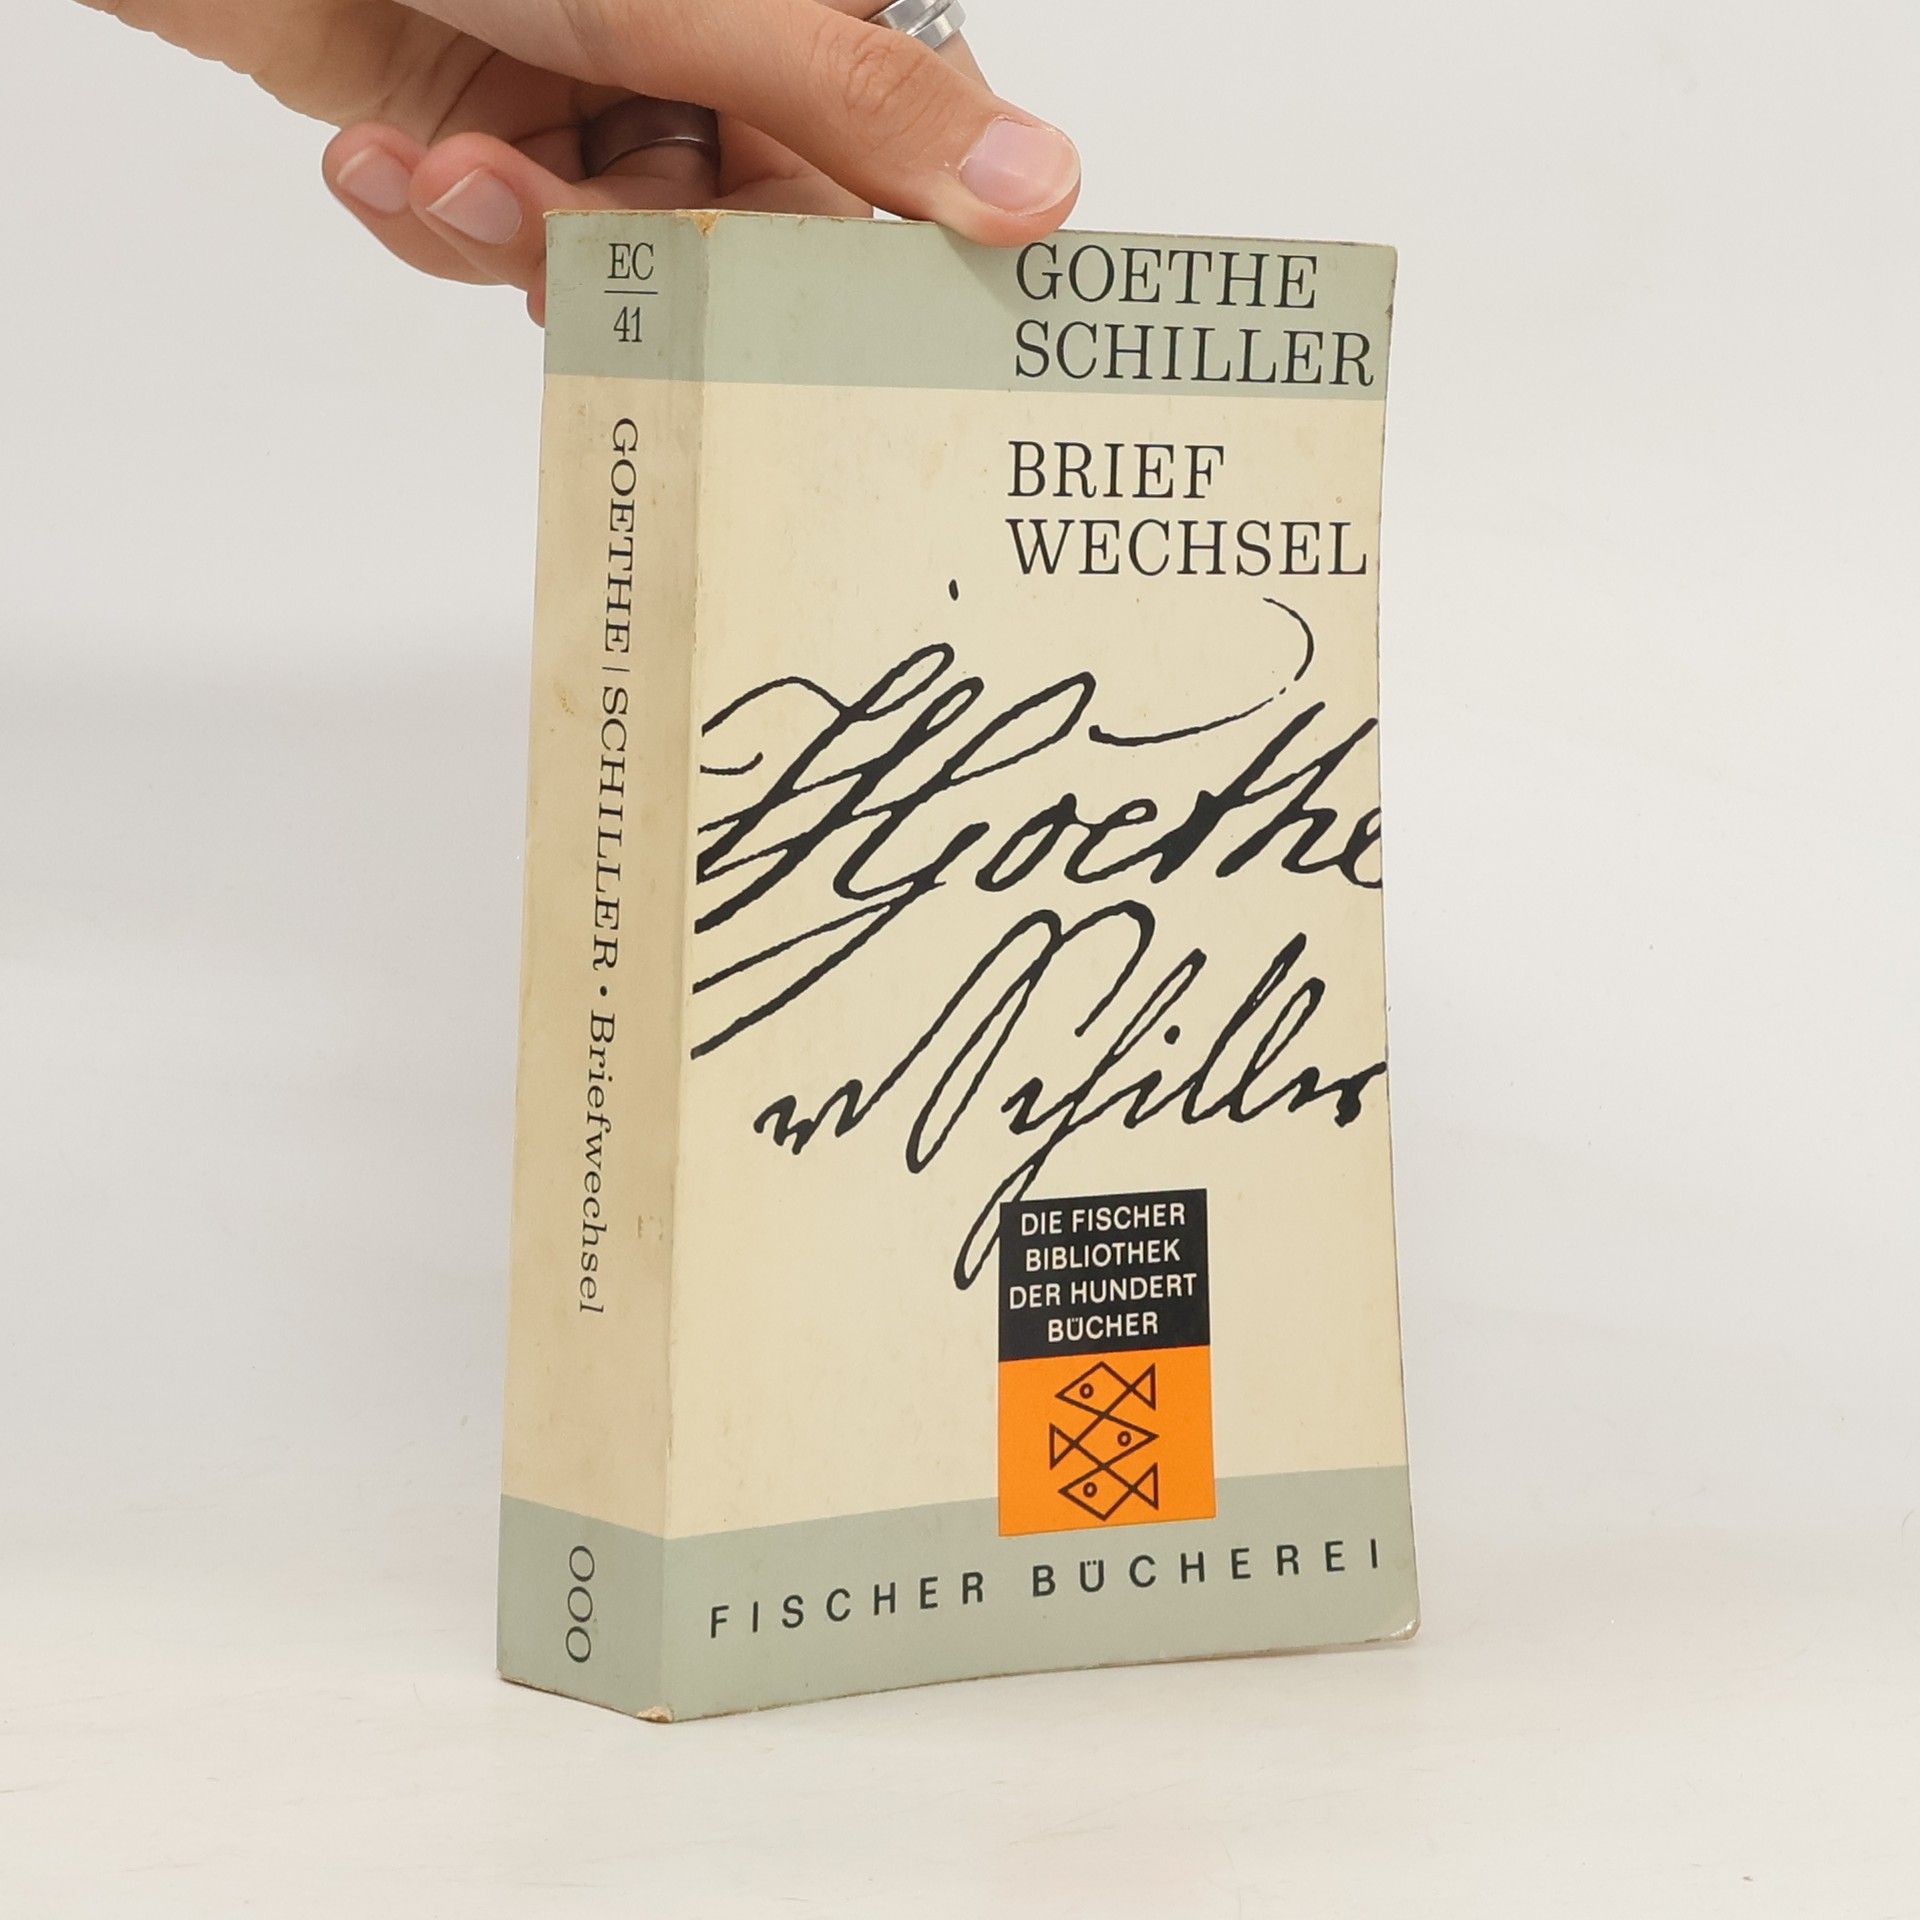 EC
41
GOETHE | SCHILLER • Briefwechsel
OOO
GOETHE
SCHILLER
BRIEF
WECHSEL
Goethe
Schiller
DIE FISCHER
BIBLIOTHEK
DER HUNDERT
BÜCHER
FISCHER BÜCHEREI